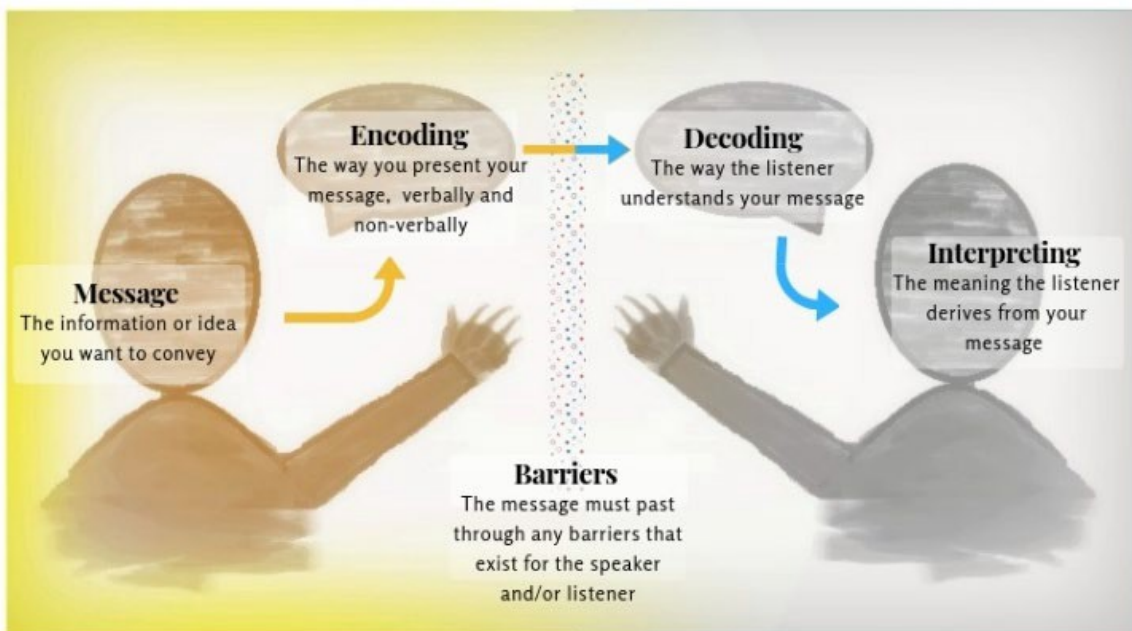 Message
The information or idea
you want to convey
Encoding
The way you present your
message, verbally and
non-verbally
Barriers
The message must past
through any barriers that
exist for the speaker
and/or listener
Decoding
The way the listener
understands your message
Interpreting
The meaning the listener
derives from your
message